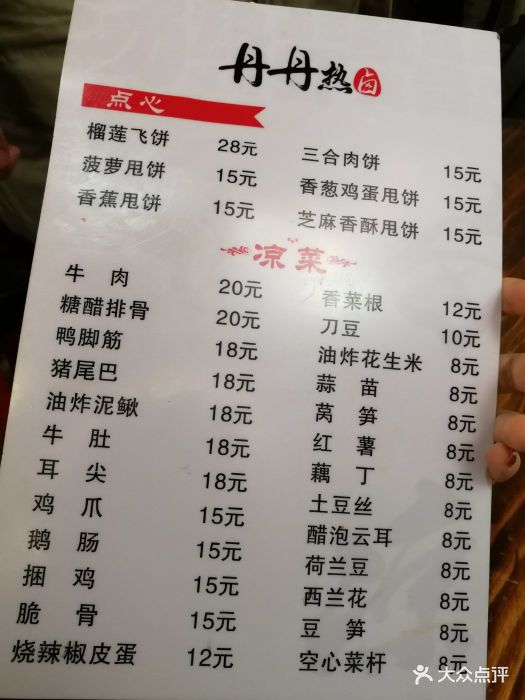 丹丹热卤
点心
榴莲飞饼 28元
菠萝甩饼 15元
香蕉甩饼 15元
三合肉饼 15元
香葱鸡蛋甩饼 15元
芝麻香酥甩饼 15元
凉菜
牛肉 20元
糖醋排骨 20元
鸭脚筋 18元
猪尾巴 18元
油炸泥鳅 18元
牛肚 18元
耳尖 18元
鸡爪 15元
鹅肠 15元
捆鸡 15元
脆骨 15元
烧辣椒皮蛋 12元
香菜根 12元
刀豆 10元
油炸花生米 8元
蒜苗 8元
莴笋 8元
红薯 8元
藕丁 8元
土豆丝 8元
醋泡云耳 8元
荷兰豆 8元
西兰花 8元
豆笋 8元
空心菜杆 8元
大众点评